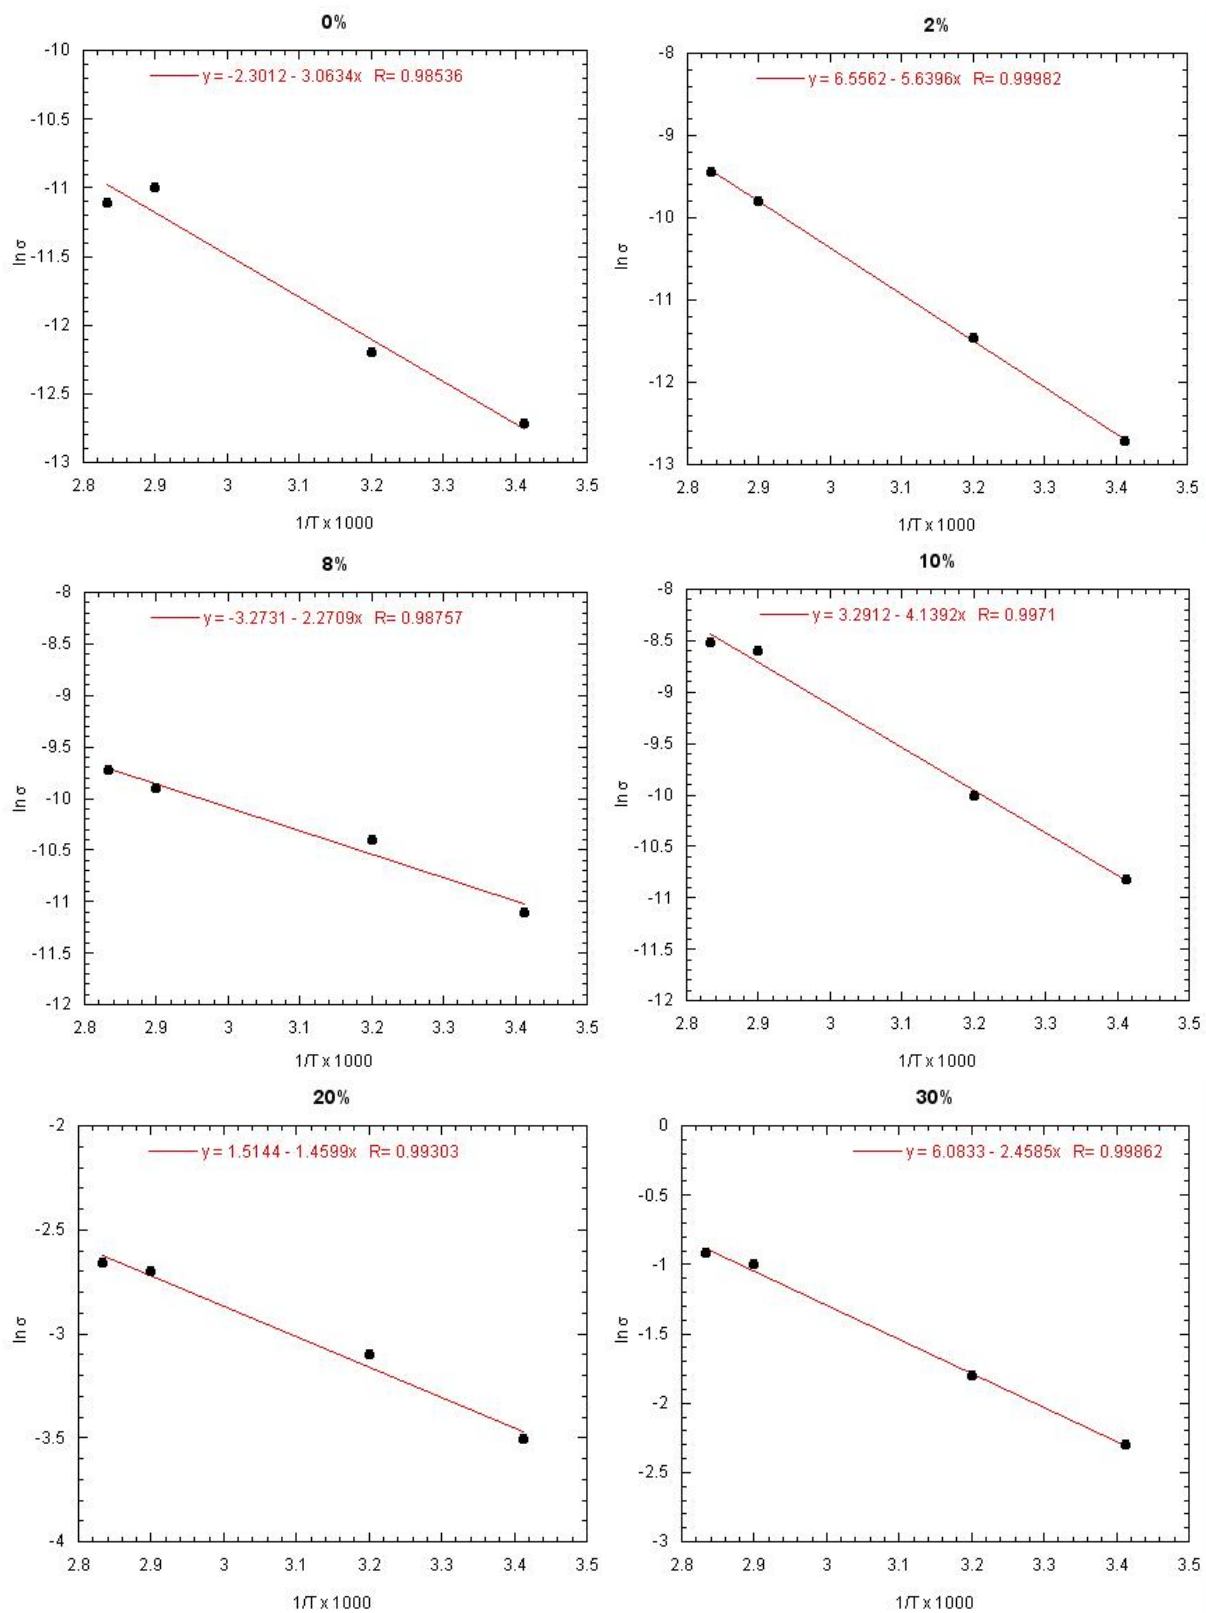 0%
y = -2.3012 - 3.0634x R= 0.98536
-10
-10.5
-11
-11.5
-12
-12.5
-13
ln σ
2.8 2.9 3 3.1 3.2 3.3 3.4 3.5
1/T x 1000
2%
y = 6.5562 - 5.6396x R= 0.99982
-8
-9
-10
-11
-12
-13
ln σ
2.8 2.9 3 3.1 3.2 3.3 3.4 3.5
1/T x 1000
8%
y = -3.2731 - 2.2709x R= 0.98757
-8
-8.5
-9
-9.5
-10
-10.5
-11
-11.5
-12
ln σ
2.8 2.9 3 3.1 3.2 3.3 3.4 3.5
1/T x 1000
10%
y = 3.2912 - 4.1392x R= 0.9971
-8
-8.5
-9
-9.5
-10
-10.5
-11
-11.5
-12
ln σ
2.8 2.9 3 3.1 3.2 3.3 3.4 3.5
1/T x 1000
20%
y = 1.5144 - 1.4599x R= 0.99303
-2
-2.5
-3
-3.5
-4
ln σ
2.8 2.9 3 3.1 3.2 3.3 3.4 3.5
1/T x 1000
30%
y = 6.0833 - 2.4585x R= 0.99862
0
-0.5
-1
-1.5
-2
-2.5
-3
ln σ
2.8 2.9 3 3.1 3.2 3.3 3.4 3.5
1/T x 1000